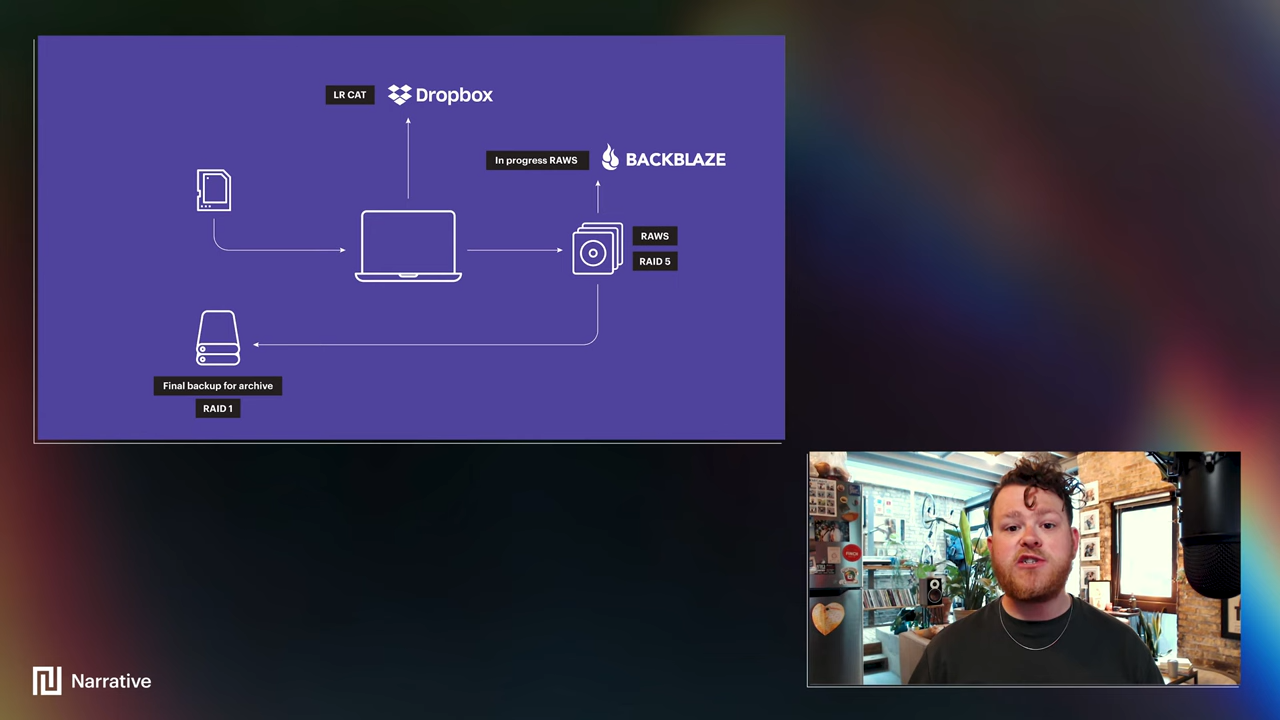 LR CAT
Dropbox
In progress RAWS
BACKBLAZE
RAWS
RAID 5
Final backup for archive
RAID 1
Narrative